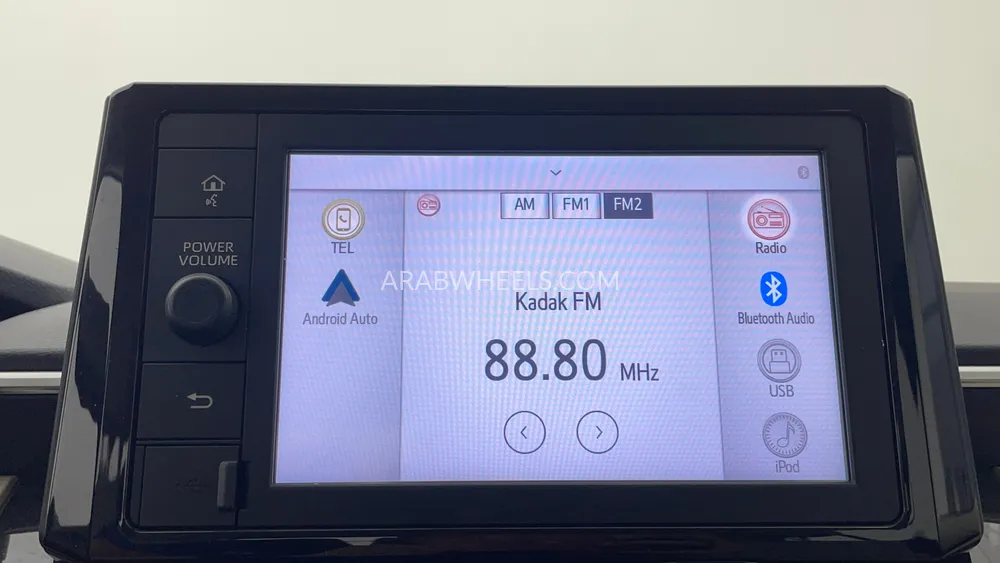 POWER
VOLUME
AM FM1 FM2
TEL
Android Auto
ARABWHEELS.COM
Kadak FM
88.80 MHz
Radio
Bluetooth Audio
USB
iPod